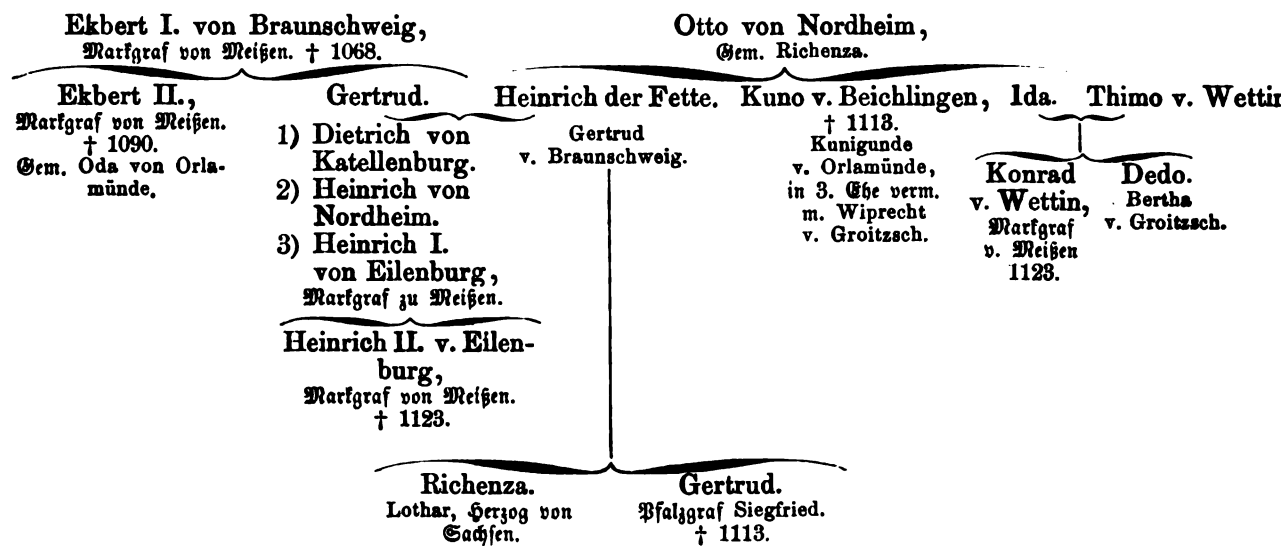 Ekbert I. von Braunschweig,
Markgraf von Meißen. † 1068.
Otto von Nordheim,
Gem. Richenza.
Ekbert II.,
Markgraf von Meißen.
† 1090.
Gem. Oda von Orla-
münde.
Gertrud.
1) Dietrich von
Katellenburg.
2) Heinrich von
Nordheim.
3) Heinrich I.
von Eilenburg,
Markgraf zu Meißen.
Heinrich II. v. Eilen-
burg,
Markgraf von Meißen.
† 1123.
Heinrich der Fette.
Gertrud
v. Braunschweig.
Kuno v. Beichlingen,
† 1113.
Kunigunde
v. Orlamünde,
in 3. Ehe verm.
m. Wiprecht
v. Groitzsch.
Ida.
Thimo v. Wettin
Konrad
v. Wettin,
Markgraf
v. Meißen
1123.
Dedo.
Bertha
v. Groitzsch.
Richenza.
Lothar, Herzog von
Sachsen.
Gertrud.
Pfalzgraf Siegfried.
† 1113.